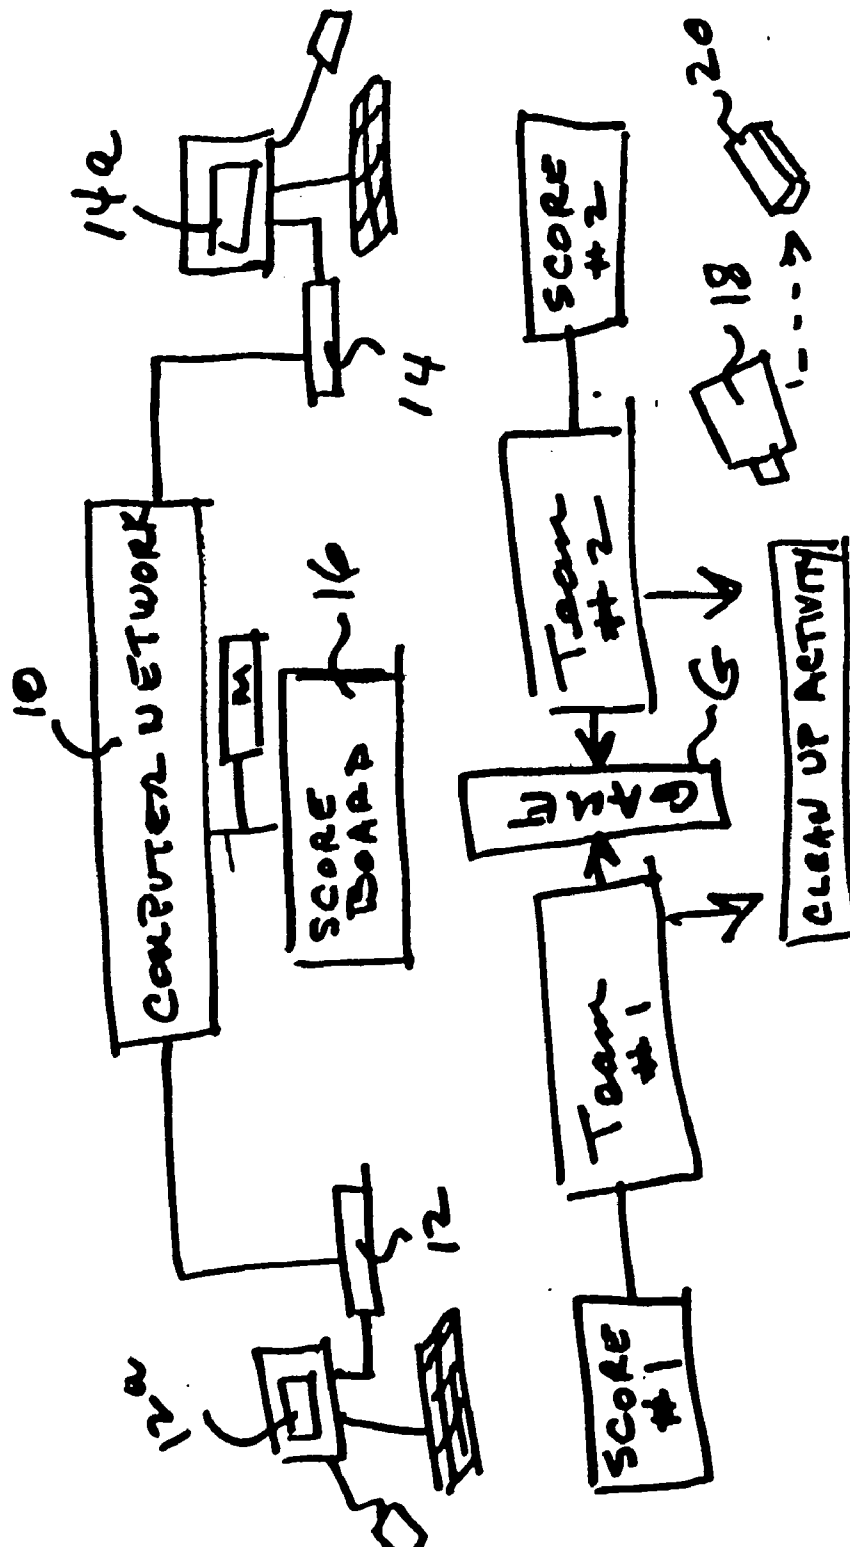 10
12a
14a
COMPUTER NETWORK
M
12
14
SCORE
BOARD
16
SCORE
#1
Team
#1
Team
#2
SCORE
#2
G
18
20
CLEAN UP ACTIVITY